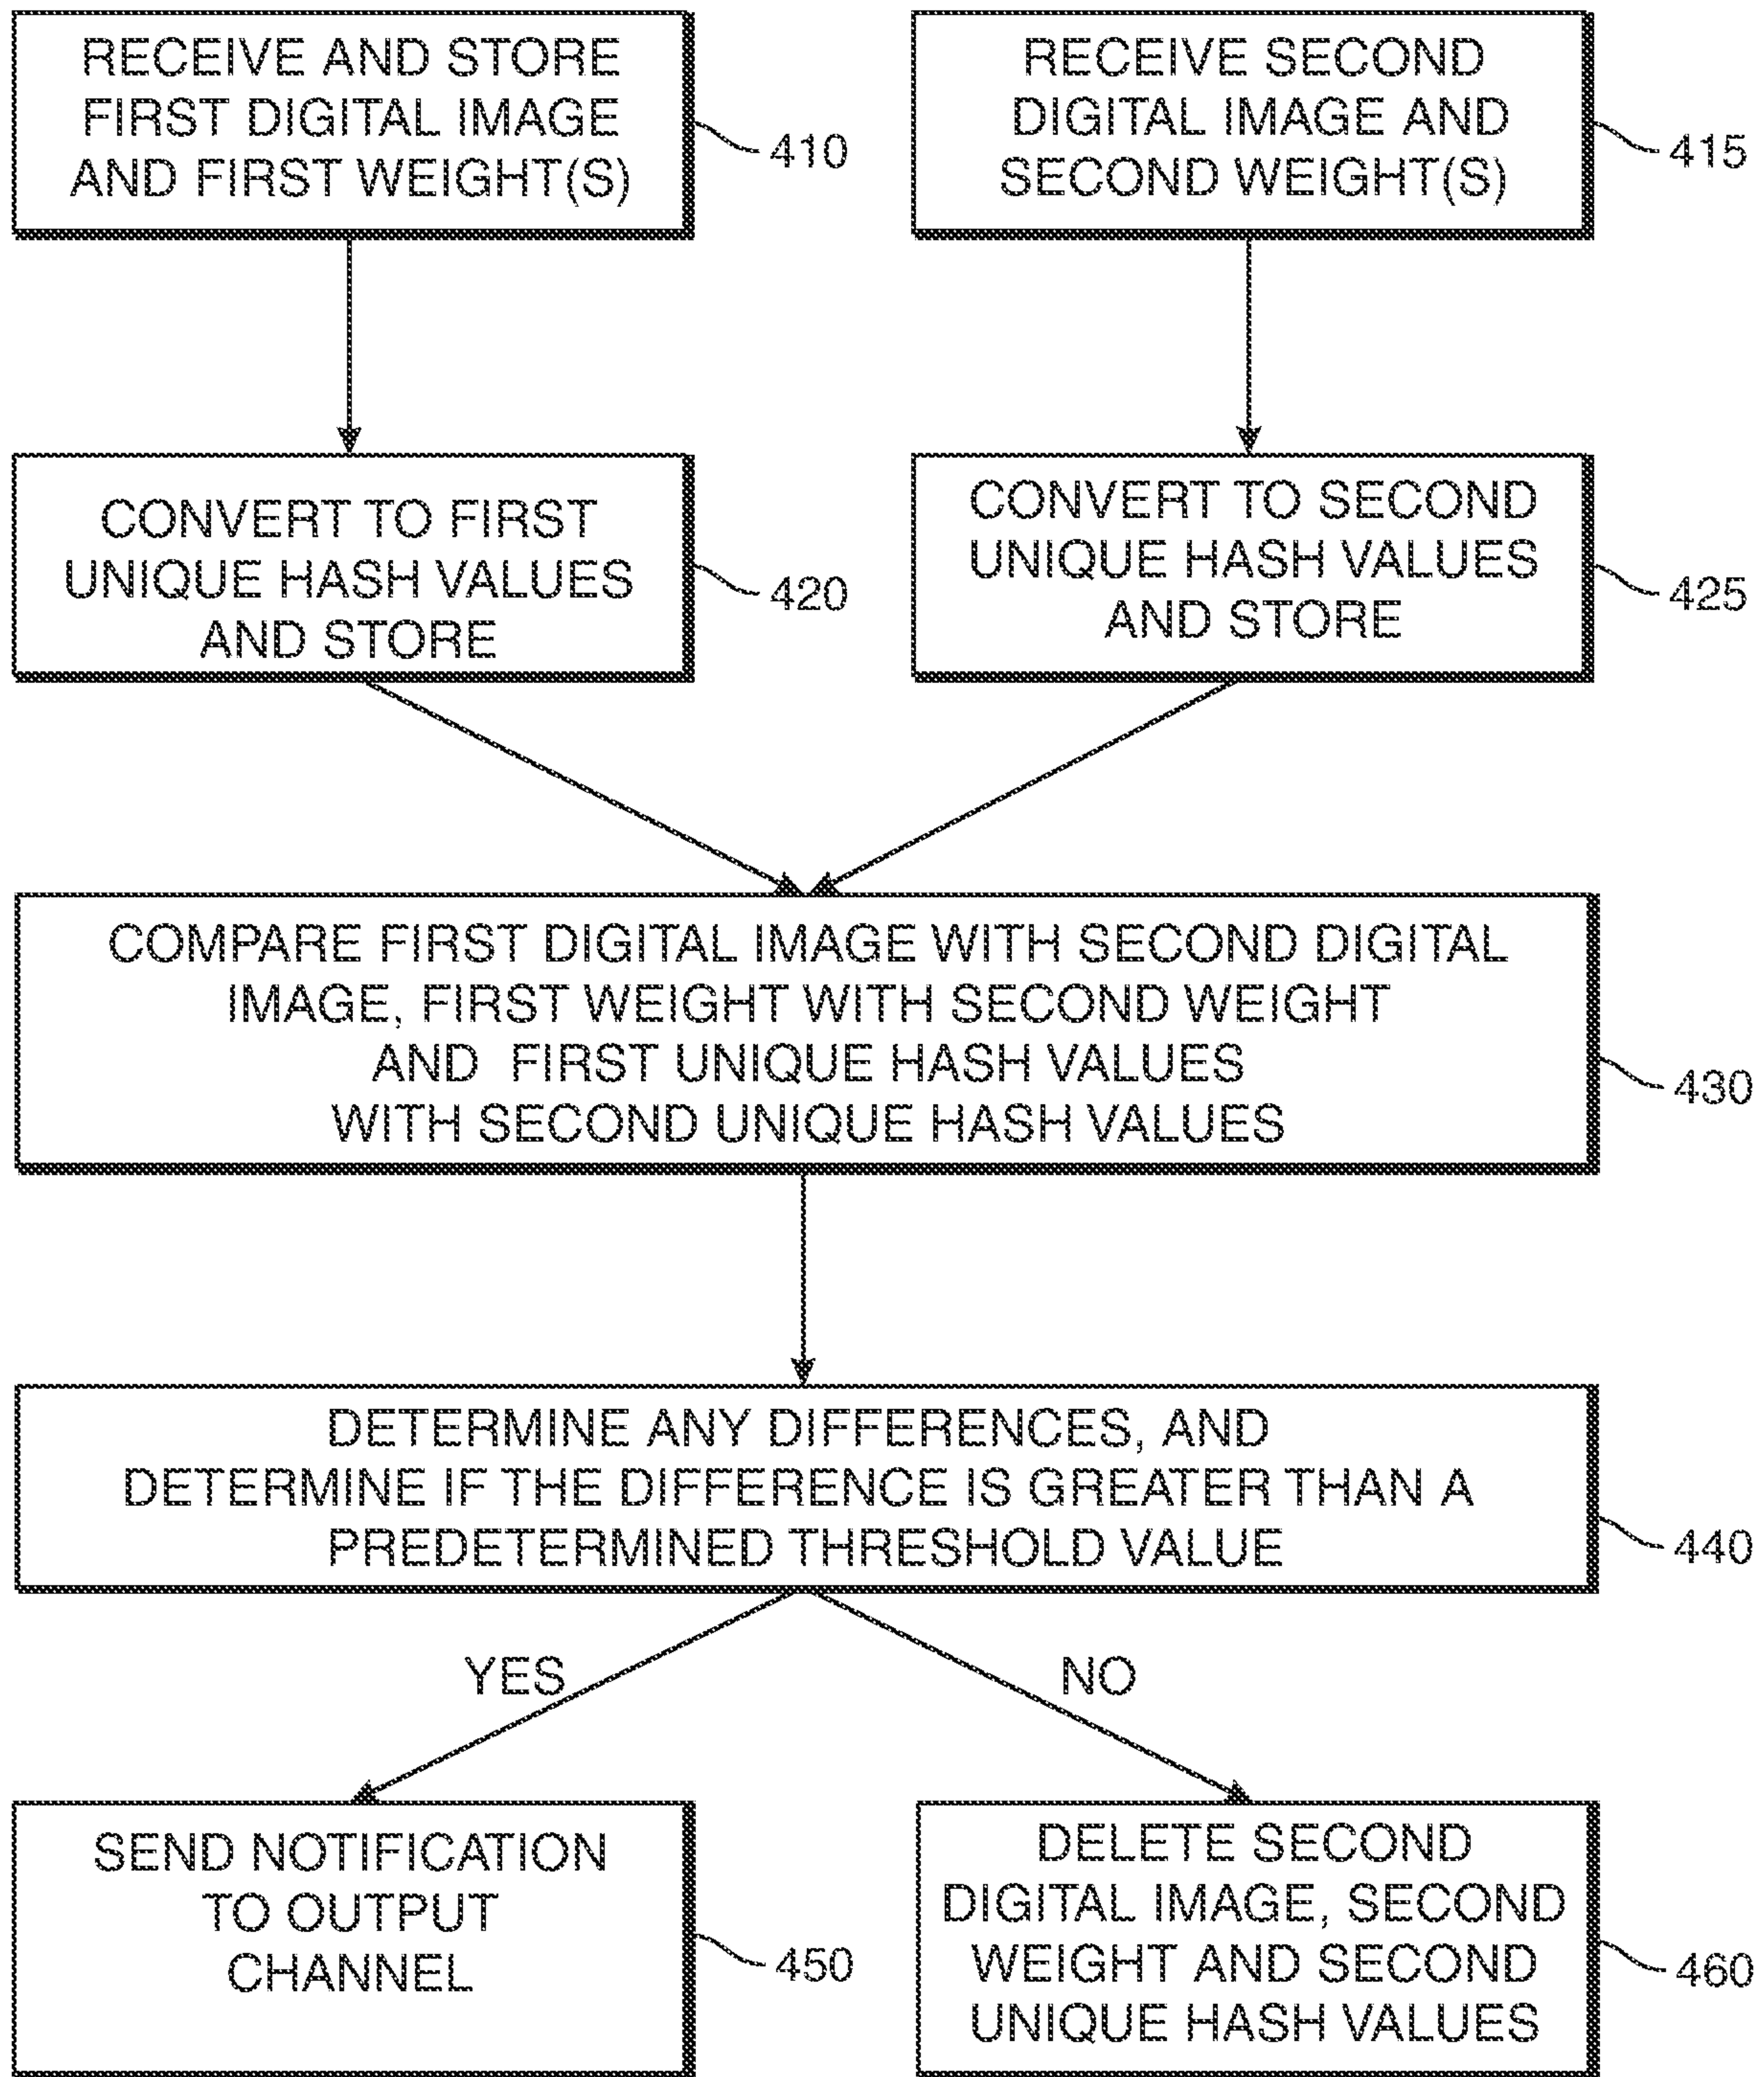 RECEIVE AND STORE
FIRST DIGITAL IMAGE
AND FIRST WEIGHT(S)
410
RECEIVE SECOND
DIGITAL IMAGE AND
SECOND WEIGHT(S)
415
CONVERT TO FIRST
UNIQUE HASH VALUES
AND STORE
420
CONVERT TO SECOND
UNIQUE HASH VALUES
AND STORE
425
COMPARE FIRST DIGITAL IMAGE WITH SECOND DIGITAL
IMAGE, FIRST WEIGHT WITH SECOND WEIGHT
AND FIRST UNIQUE HASH VALUES
WITH SECOND UNIQUE HASH VALUES
430
DETERMINE ANY DIFFERENCES, AND
DETERMINE IF THE DIFFERENCE IS GREATER THAN A
PREDETERMINED THRESHOLD VALUE
440
YES
NO
SEND NOTIFICATION
TO OUTPUT
CHANNEL
450
DELETE SECOND
DIGITAL IMAGE, SECOND
WEIGHT AND SECOND
UNIQUE HASH VALUES
460